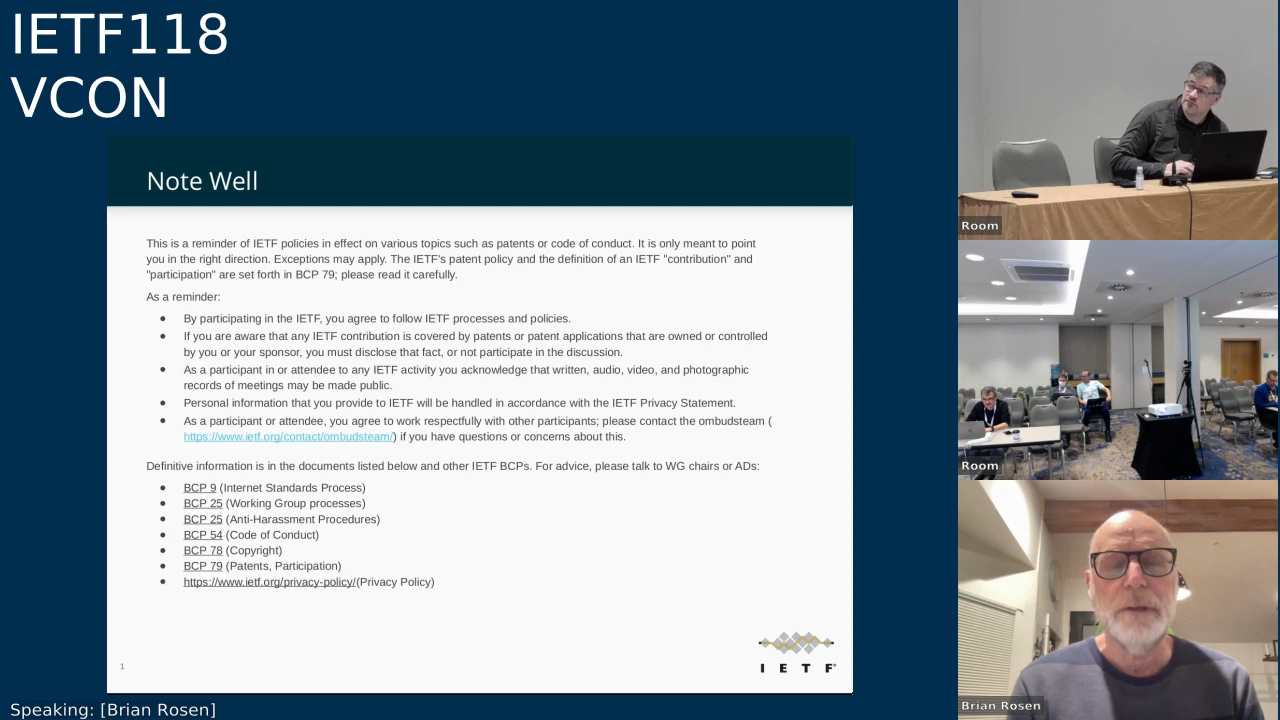 IETF118
VCON
Note Well
This is a reminder of IETF policies in effect on various topics such as patents or code of conduct. It is only meant to point
you in the right direction. Exceptions may apply. The IETF's patent policy and the definition of an IETF "contribution" and
"participation" are set forth in BCP 79; please read it carefully.
As a reminder:
● By participating in the IETF, you agree to follow IETF processes and policies.
● If you are aware that any IETF contribution is covered by patents or patent applications that are owned or controlled
by you or your sponsor, you must disclose that fact, or not participate in the discussion.
● As a participant in or attendee to any IETF activity you acknowledge that written, audio, video, and photographic
records of meetings may be made public.
● Personal information that you provide to IETF will be handled in accordance with the IETF Privacy Statement.
● As a participant or attendee, you agree to work respectfully with other participants; please contact the ombudsteam (
https://www.ietf.org/contact/ombudsteam/) if you have questions or concerns about this.
Definitive information is in the documents listed below and other IETF BCPs. For advice, please talk to WG chairs or ADs:
● BCP 9 (Internet Standards Process)
● BCP 25 (Working Group processes)
● BCP 25 (Anti-Harassment Procedures)
● BCP 54 (Code of Conduct)
● BCP 78 (Copyright)
● BCP 79 (Patents, Participation)
● https://www.ietf.org/privacy-policy/(Privacy Policy)
1
I E T F®
Speaking: [Brian Rosen]
Room
Room
Brian Rosen